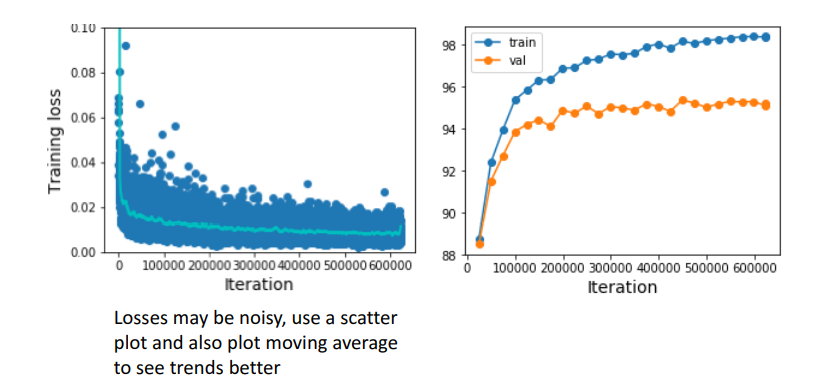 0.10
0.08
0.06
0.04
0.02
0.00
Training loss
0 100000 200000 300000 400000 500000 600000
Iteration
train
val
98
96
94
92
90
88
0 100000 200000 300000 400000 500000 600000
Iteration
Losses may be noisy, use a scatter
plot and also plot moving average
to see trends better